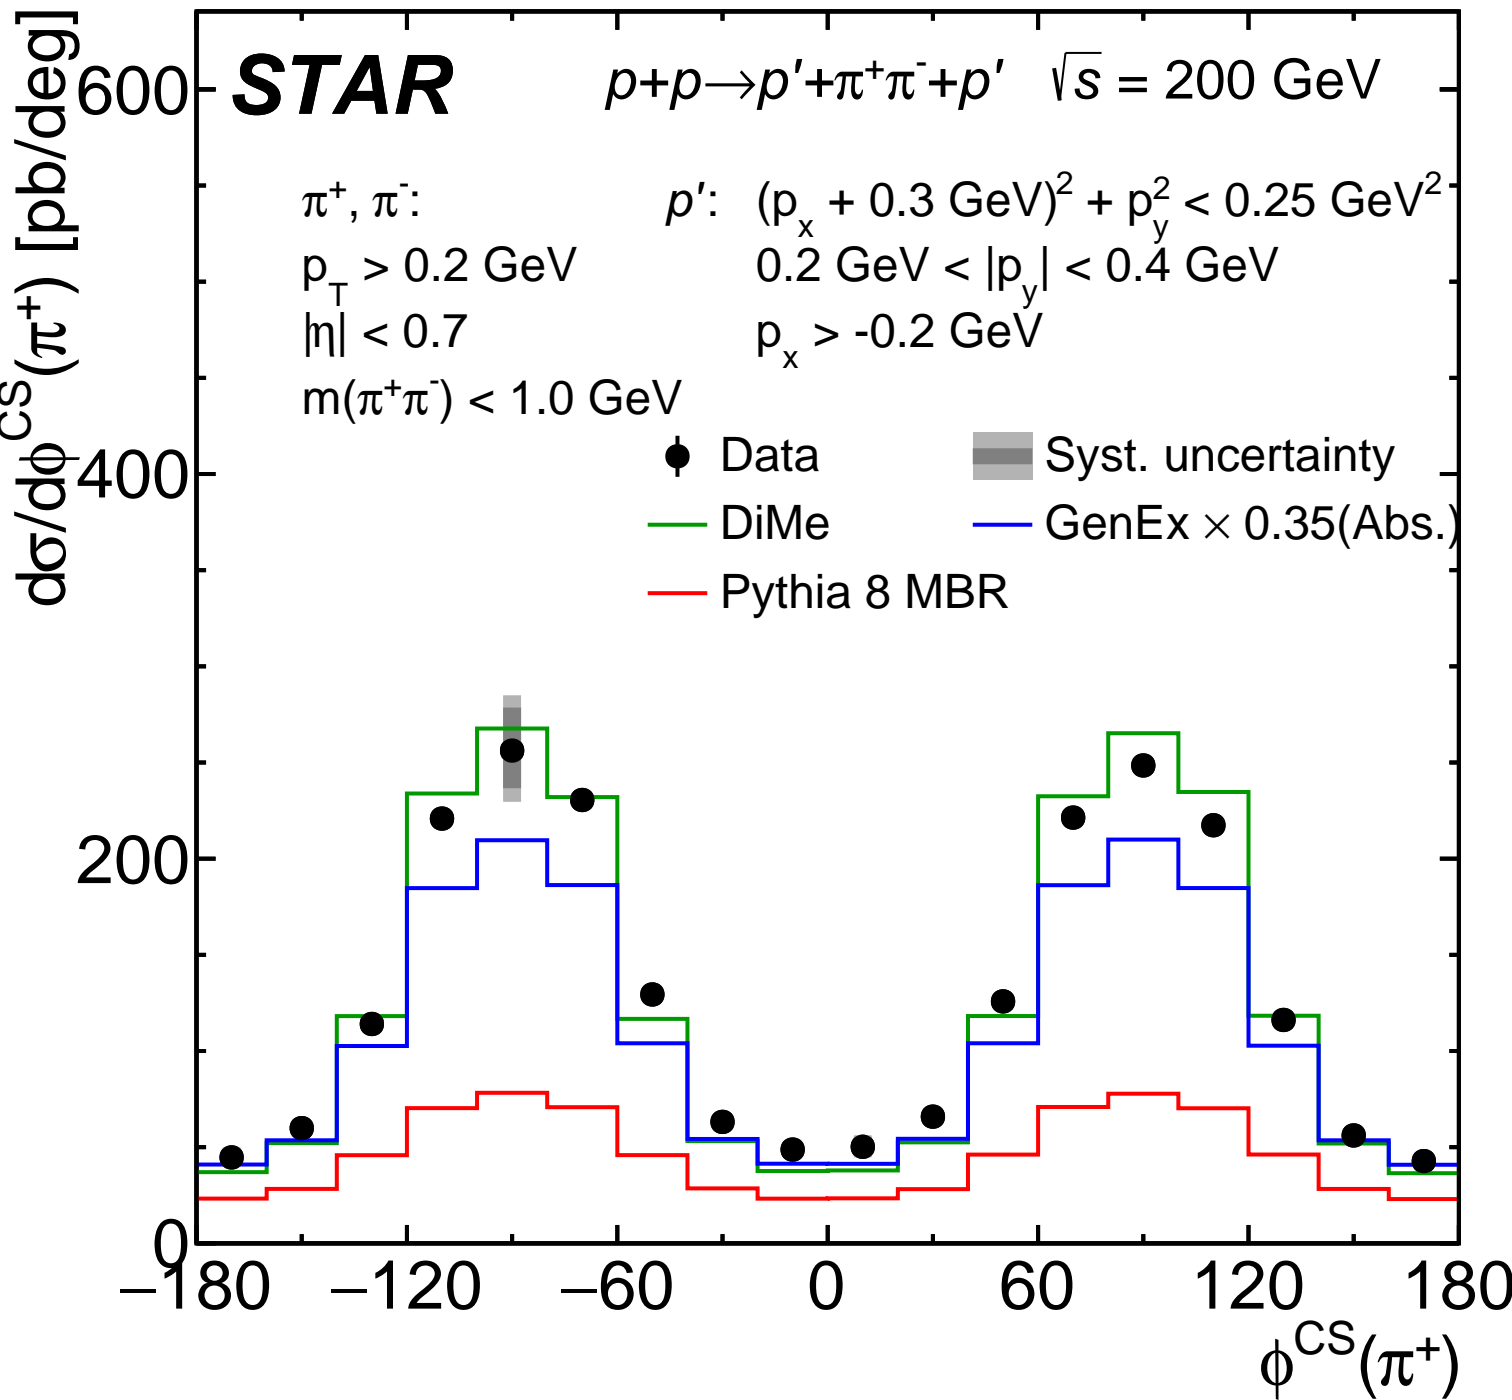 dσ/dφ^CS(π⁺) [pb/deg]
600
400
200
0
STAR p+p→p′+π⁺π⁻+p′ √s = 200 GeV
π⁺, π⁻: p′: (pₓ + 0.3 GeV)² + p_y² < 0.25 GeV²
p_T > 0.2 GeV 0.2 GeV < |p_y| < 0.4 GeV
|η| < 0.7 pₓ > -0.2 GeV
m(π⁺π⁻) < 1.0 GeV
Data Syst. uncertainty
DiMe GenEx × 0.35(Abs.)
Pythia 8 MBR
−180 −120 −60 0 60 120 180
φ^CS(π⁺)